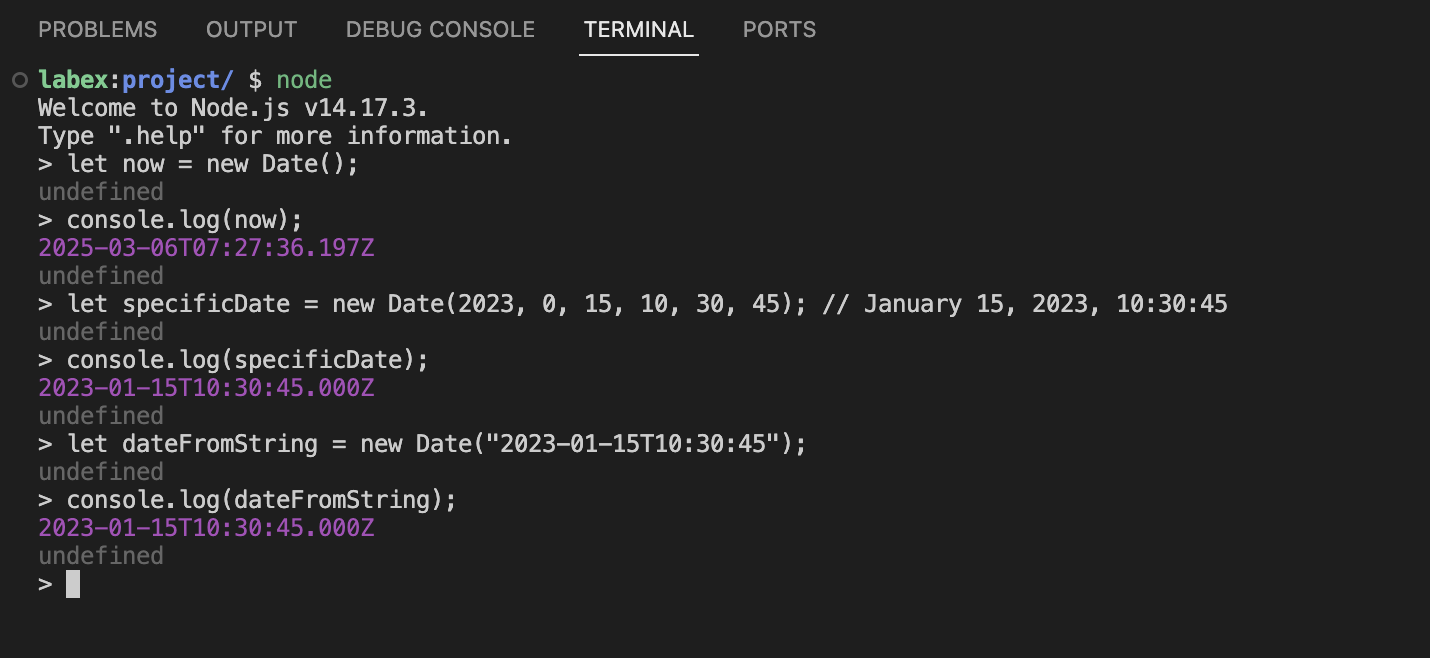 PROBLEMS OUTPUT DEBUG CONSOLE TERMINAL PORTS
labex:project/ $ node
Welcome to Node.js v14.17.3.
Type ".help" for more information.
> let now = new Date();
undefined
> console.log(now);
2025-03-06T07:27:36.197Z
undefined
> let specificDate = new Date(2023, 0, 15, 10, 30, 45); // January 15, 2023, 10:30:45
undefined
> console.log(specificDate);
2023-01-15T10:30:45.000Z
undefined
> let dateFromString = new Date("2023-01-15T10:30:45");
undefined
> console.log(dateFromString);
2023-01-15T10:30:45.000Z
undefined
>